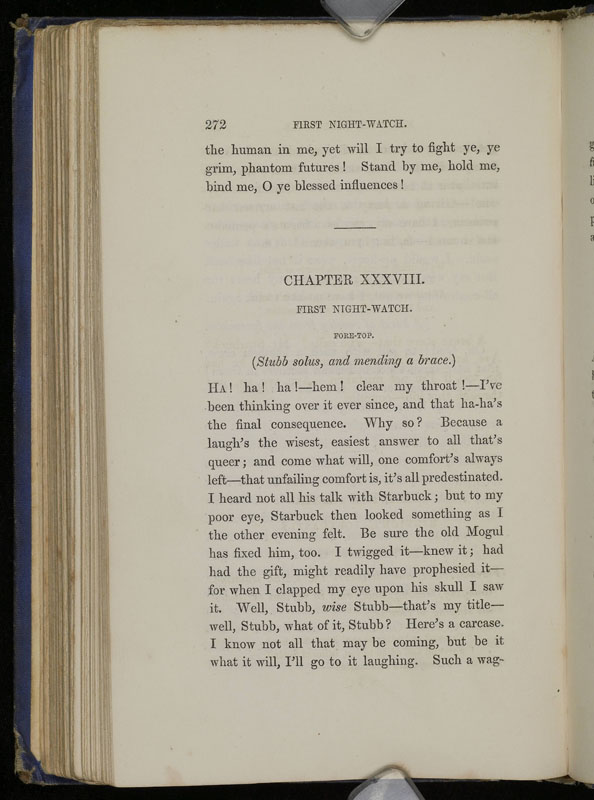 272 FIRST NIGHT-WATCH.
the human in me, yet will I try to fight ye, ye
grim, phantom futures! Stand by me, hold me,
bind me, O ye blessed influences!
CHAPTER XXXVIII.
FIRST NIGHT-WATCH.
FORE-TOP.
(Stubb solus, and mending a brace.)
HA! ha! ha!—hem! clear my throat!—I've
been thinking over it ever since, and that ha-ha's
the final consequence. Why so? Because a
laugh's the wisest, easiest answer to all that's
queer; and come what will, one comfort's always
left—that unfailing comfort is, it's all predestinated.
I heard not all his talk with Starbuck; but to my
poor eye, Starbuck then looked something as I
the other evening felt. Be sure the old Mogul
has fixed him, too. I twigged it—knew it; had
had the gift, might readily have prophesied it—
for when I clapped my eye upon his skull I saw
it. Well, Stubb, wise Stubb—that's my title—
well, Stubb, what of it, Stubb? Here's a carcase.
I know not all that may be coming, but be it
what it will, I'll go to it laughing. Such a wag-